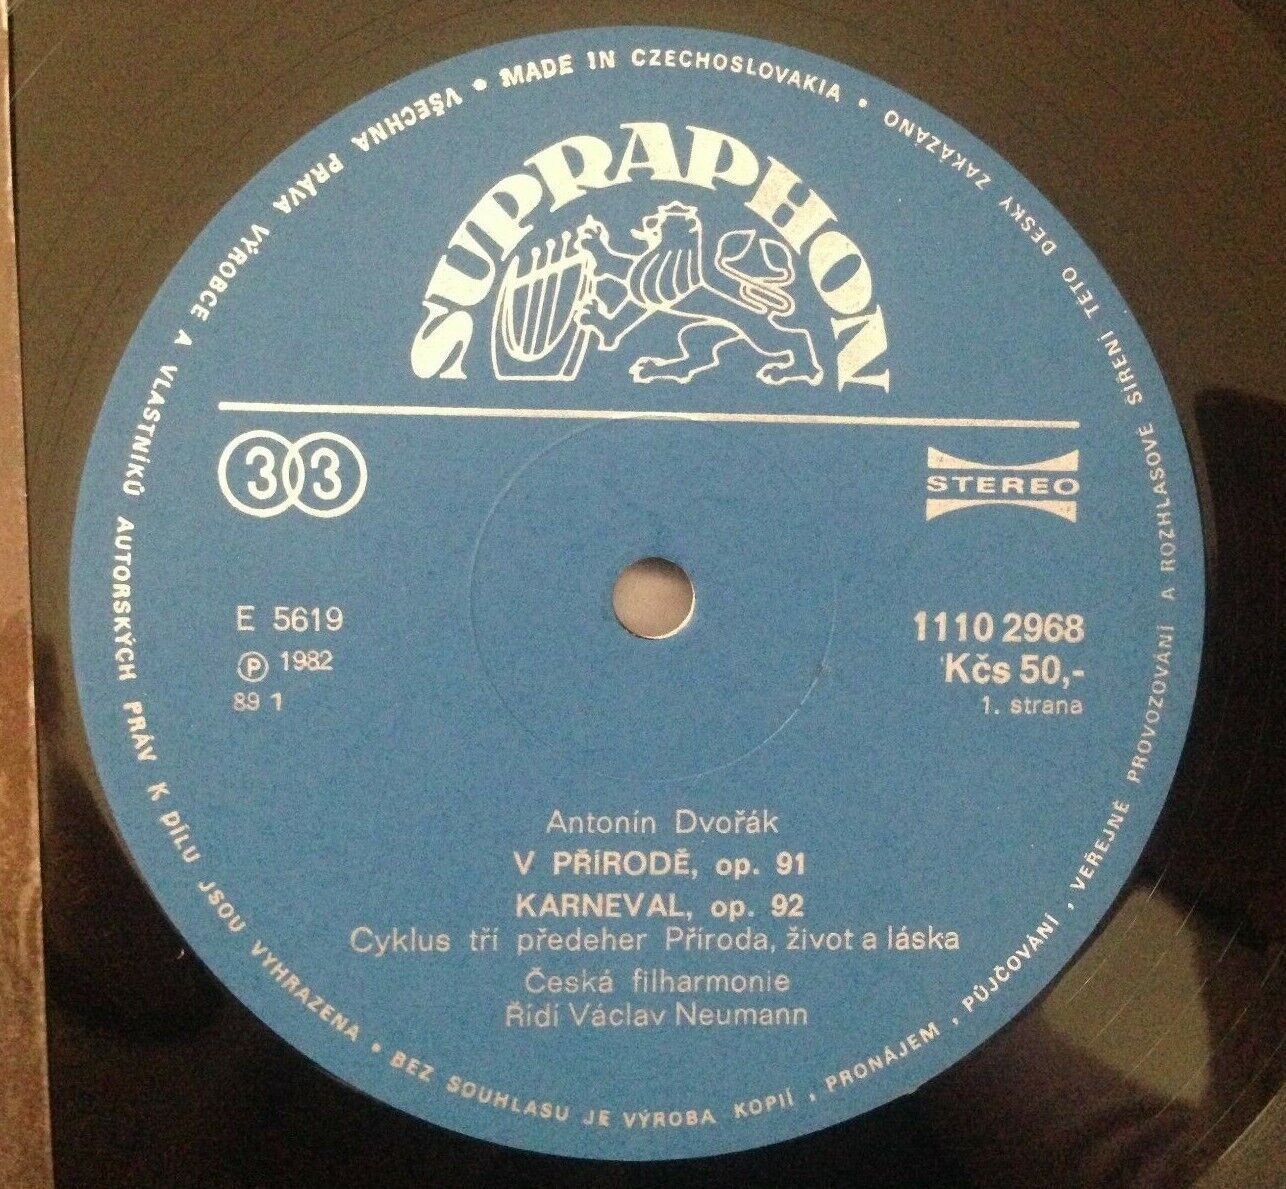 VŠECHNA PRÁVA VÝROBCE A VLASTNÍKŮ AUTORSKÝCH PRÁV K DÍLU JSOU VYHRAZENA • BEZ SOUHLASU JE VÝROBA KOPIÍ, PRONÁJEM, PŮJČOVÁNÍ, VEŘEJNÉ PROVOZOVÁNÍ A ROZHLASOVÉ ŠÍŘENÍ TÉTO DESKY ZAKÁZÁNO • MADE IN CZECHOSLOVAKIA •
SUPRAPHON
33
STEREO
E 5619
℗ 1982
89 1
1110 2968
Kčs 50,-
1. strana
Antonín Dvořák
V PŘÍRODĚ, op. 91
KARNEVAL, op. 92
Cyklus tří předeher Příroda, život a láska
Česká filharmonie
Řídí Václav Neumann